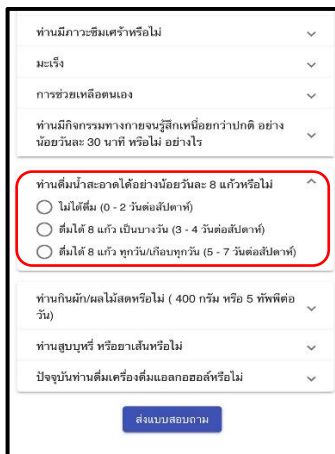 ท่านมีภาวะซึมเศร้าหรือไม่
มะเร็ง
การช่วยเหลือตนเอง
ท่านมีกิจกรรมทางกายจนรู้สึกเหนื่อยกว่าปกติ อย่าง
น้อยวันละ 30 นาที หรือไม่ อย่างไร
ท่านดื่มน้ำสะอาดได้อย่างน้อยวันละ 8 แก้วหรือไม่
ไม่ได้ดื่ม (0 - 2 วันต่อสัปดาห์)
ดื่มได้ 8 แก้ว เป็นบางวัน (3 - 4 วันต่อสัปดาห์)
ดื่มได้ 8 แก้ว ทุกวัน/เกือบทุกวัน (5 - 7 วันต่อสัปดาห์)
ท่านกินผัก/ผลไม้สดหรือไม่ ( 400 กรัม หรือ 5 ทัพพีต่อ
วัน)
ท่านสูบบุหรี่ หรือยาเส้นหรือไม่
ปัจจุบันท่านดื่มเครื่องดื่มแอลกอฮอล์หรือไม่
ส่งแบบสอบถาม